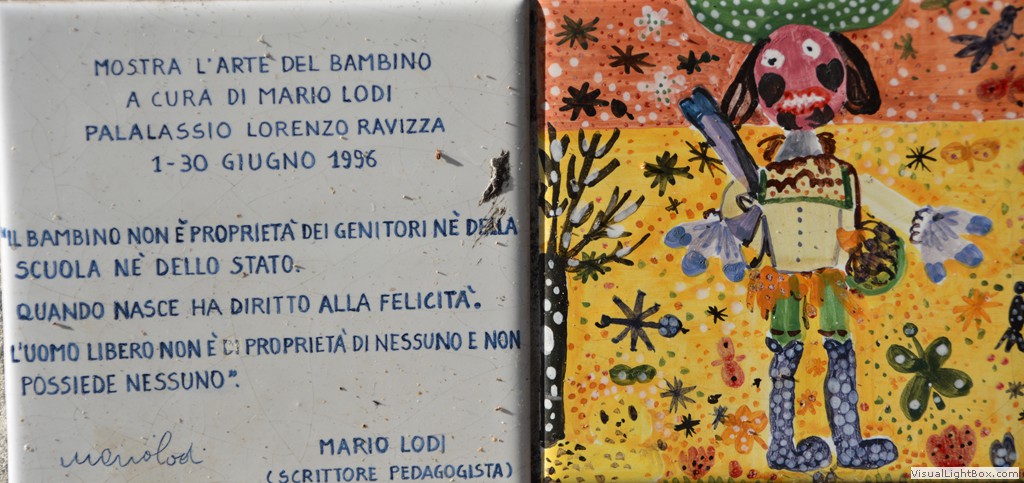 MOSTRA L'ARTE DEL BAMBINO
A CURA DI MARIO LODI
PALALASSIO LORENZO RAVIZZA
1-30 GIUGNO 1996
"IL BAMBINO NON È PROPRIETÀ DEI GENITORI NÈ DELLA
SCUOLA NÈ DELLO STATO.
QUANDO NASCE HA DIRITTO ALLA FELICITÀ.
L'UOMO LIBERO NON È DI PROPRIETÀ DI NESSUNO E NON
POSSIEDE NESSUNO".
mario lodi
MARIO LODI
(SCRITTORE PEDAGOGISTA)
VisualLightBox.com